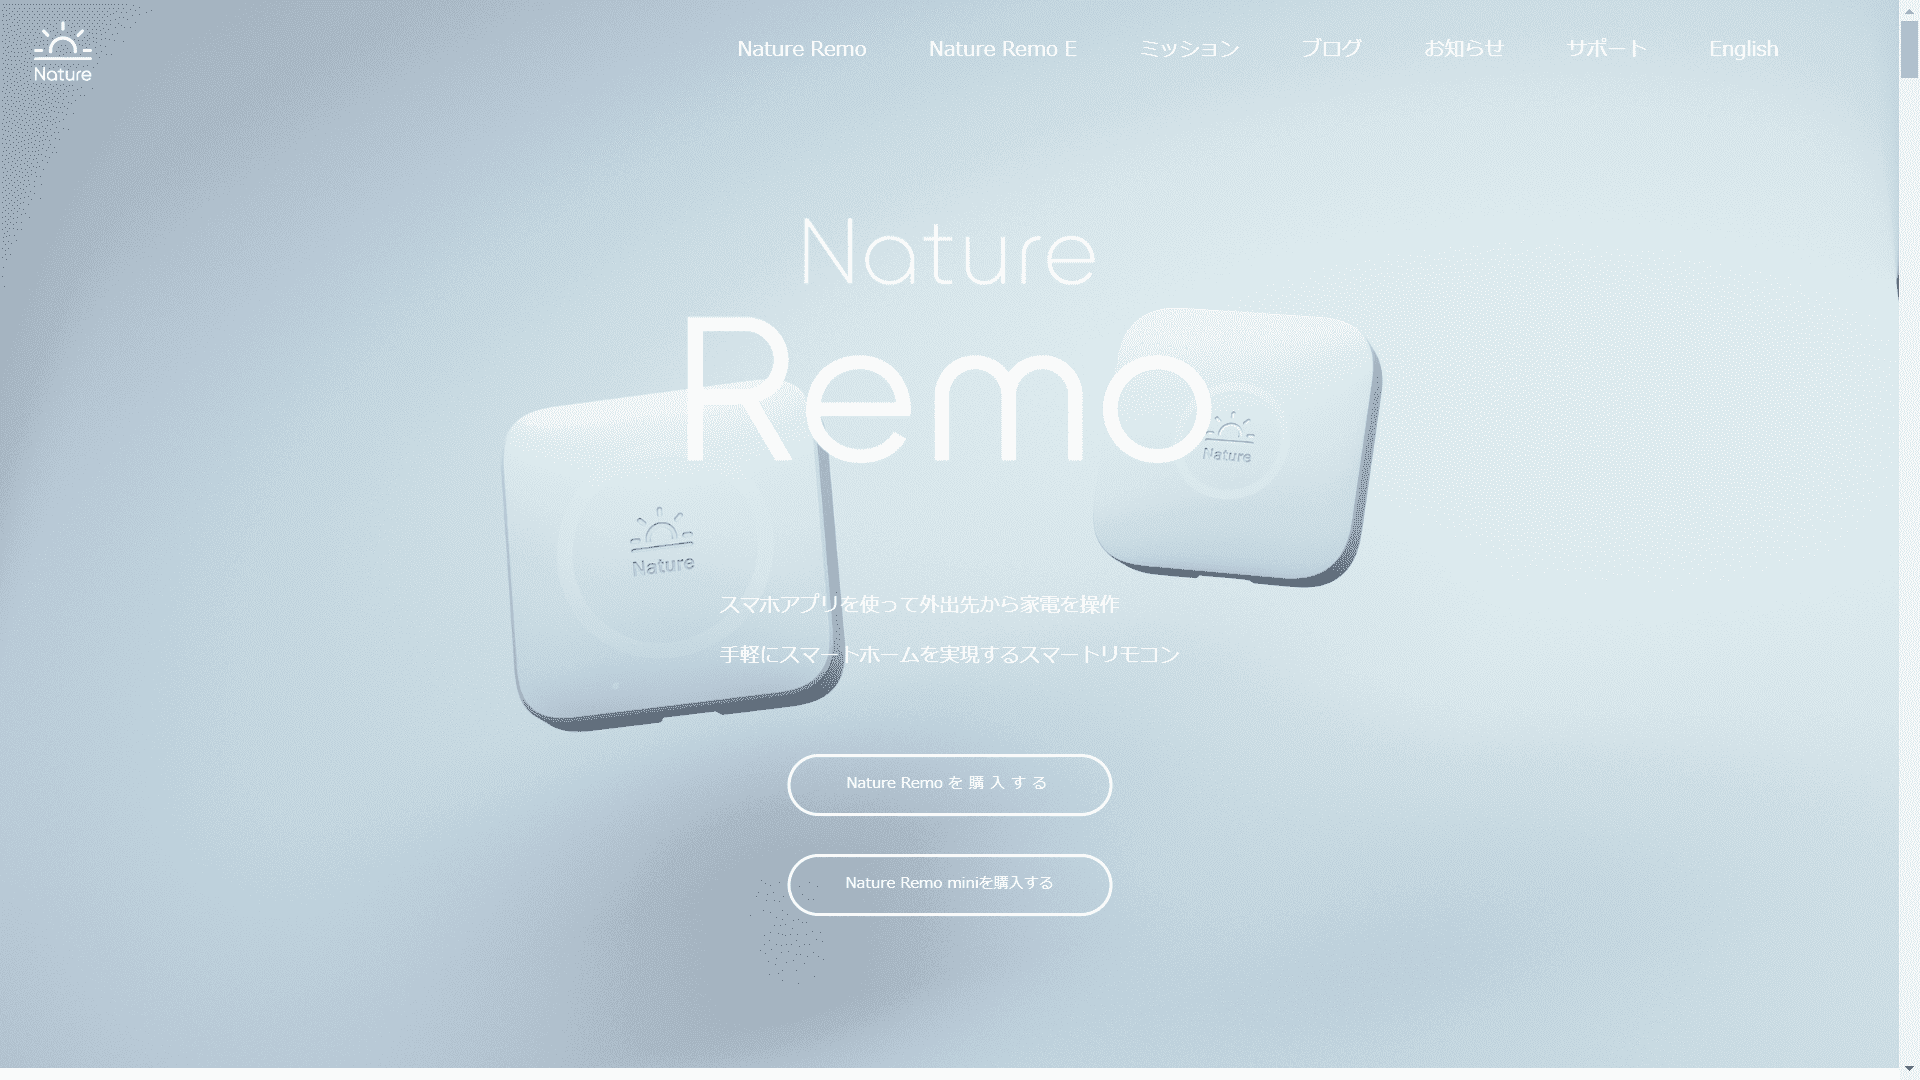 Nature
Nature Remo
Nature Remo E
ミッション
ブログ
お知らせ
サポート
English
Nature
Remo
Nature
Nature
スマホアプリを使って外出先から家電を操作
手軽にスマートホームを実現するスマートリモコン
Nature Remo を 購 入 す る
Nature Remo miniを購入する